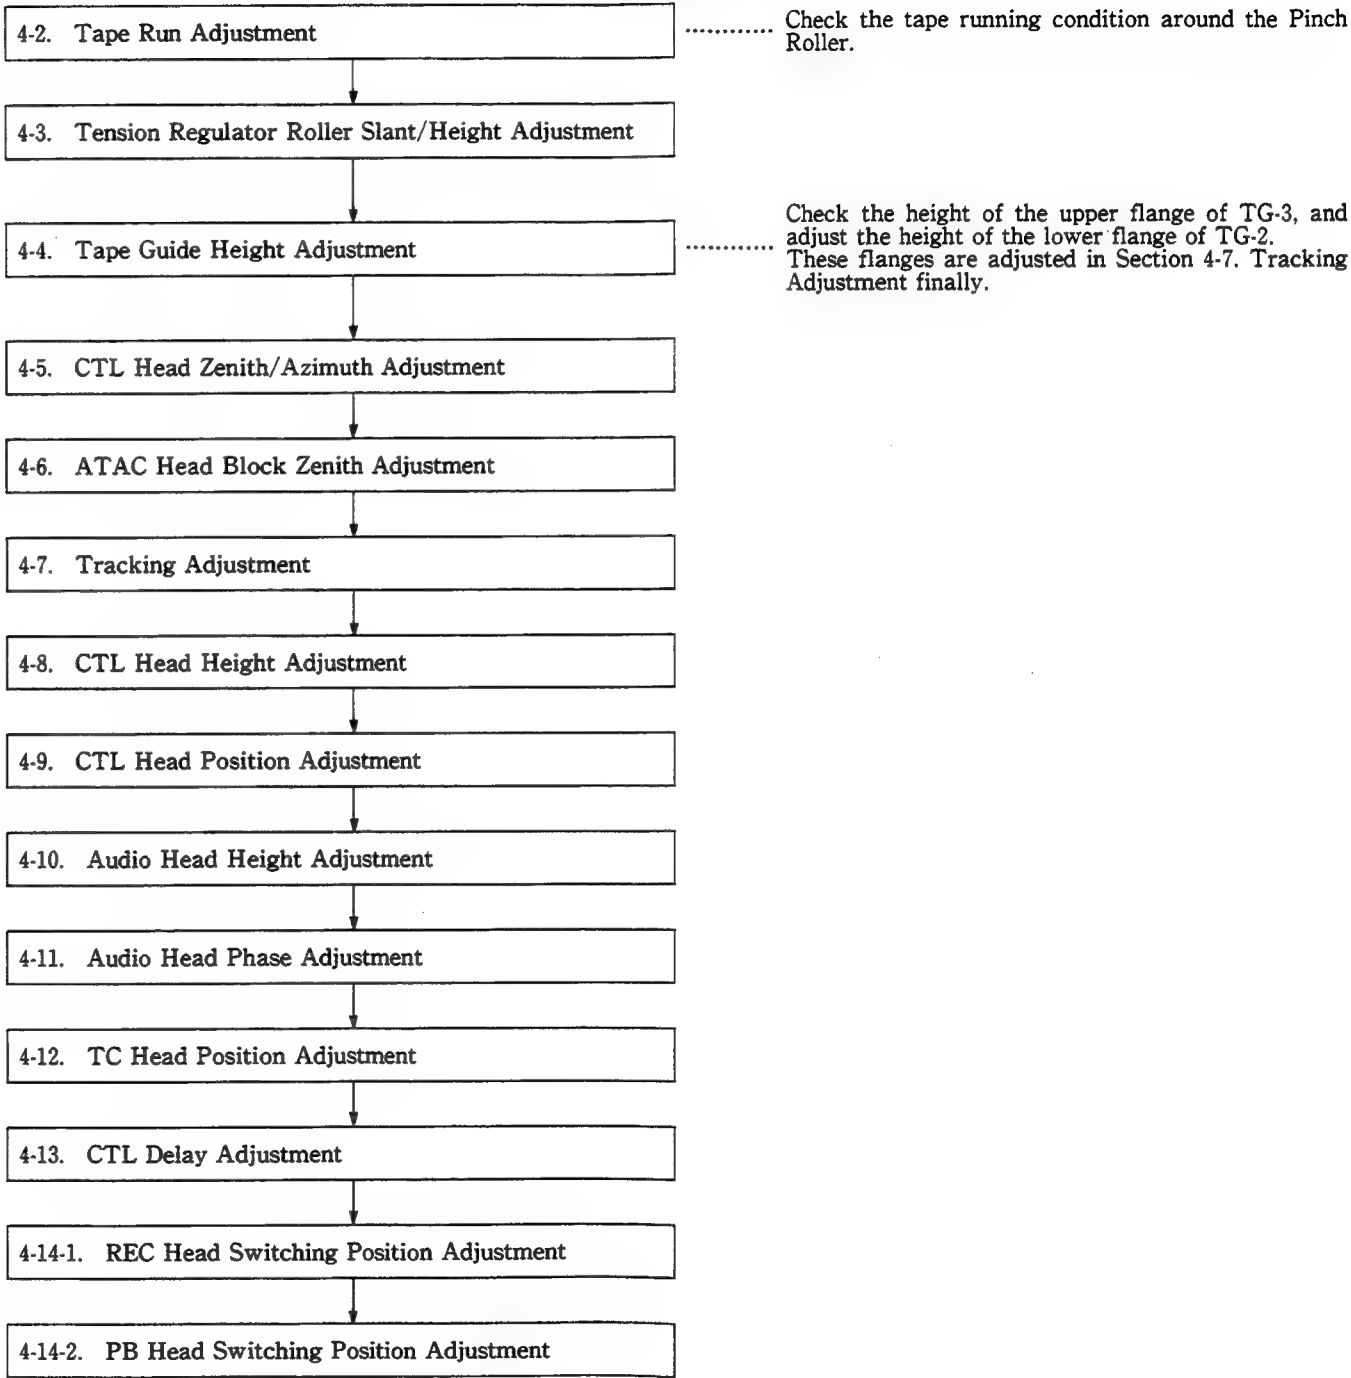 4-2. Tape Run Adjustment
Check the tape running condition around the Pinch
Roller.
4-3. Tension Regulator Roller Slant/Height Adjustment
4-4. Tape Guide Height Adjustment
Check the height of the upper flange of TG-3, and
adjust the height of the lower flange of TG-2.
These flanges are adjusted in Section 4-7. Tracking
Adjustment finally.
4-5. CTL Head Zenith/Azimuth Adjustment
4-6. ATAC Head Block Zenith Adjustment
4-7. Tracking Adjustment
4-8. CTL Head Height Adjustment
4-9. CTL Head Position Adjustment
4-10. Audio Head Height Adjustment
4-11. Audio Head Phase Adjustment
4-12. TC Head Position Adjustment
4-13. CTL Delay Adjustment
4-14-1. REC Head Switching Position Adjustment
4-14-2. PB Head Switching Position Adjustment